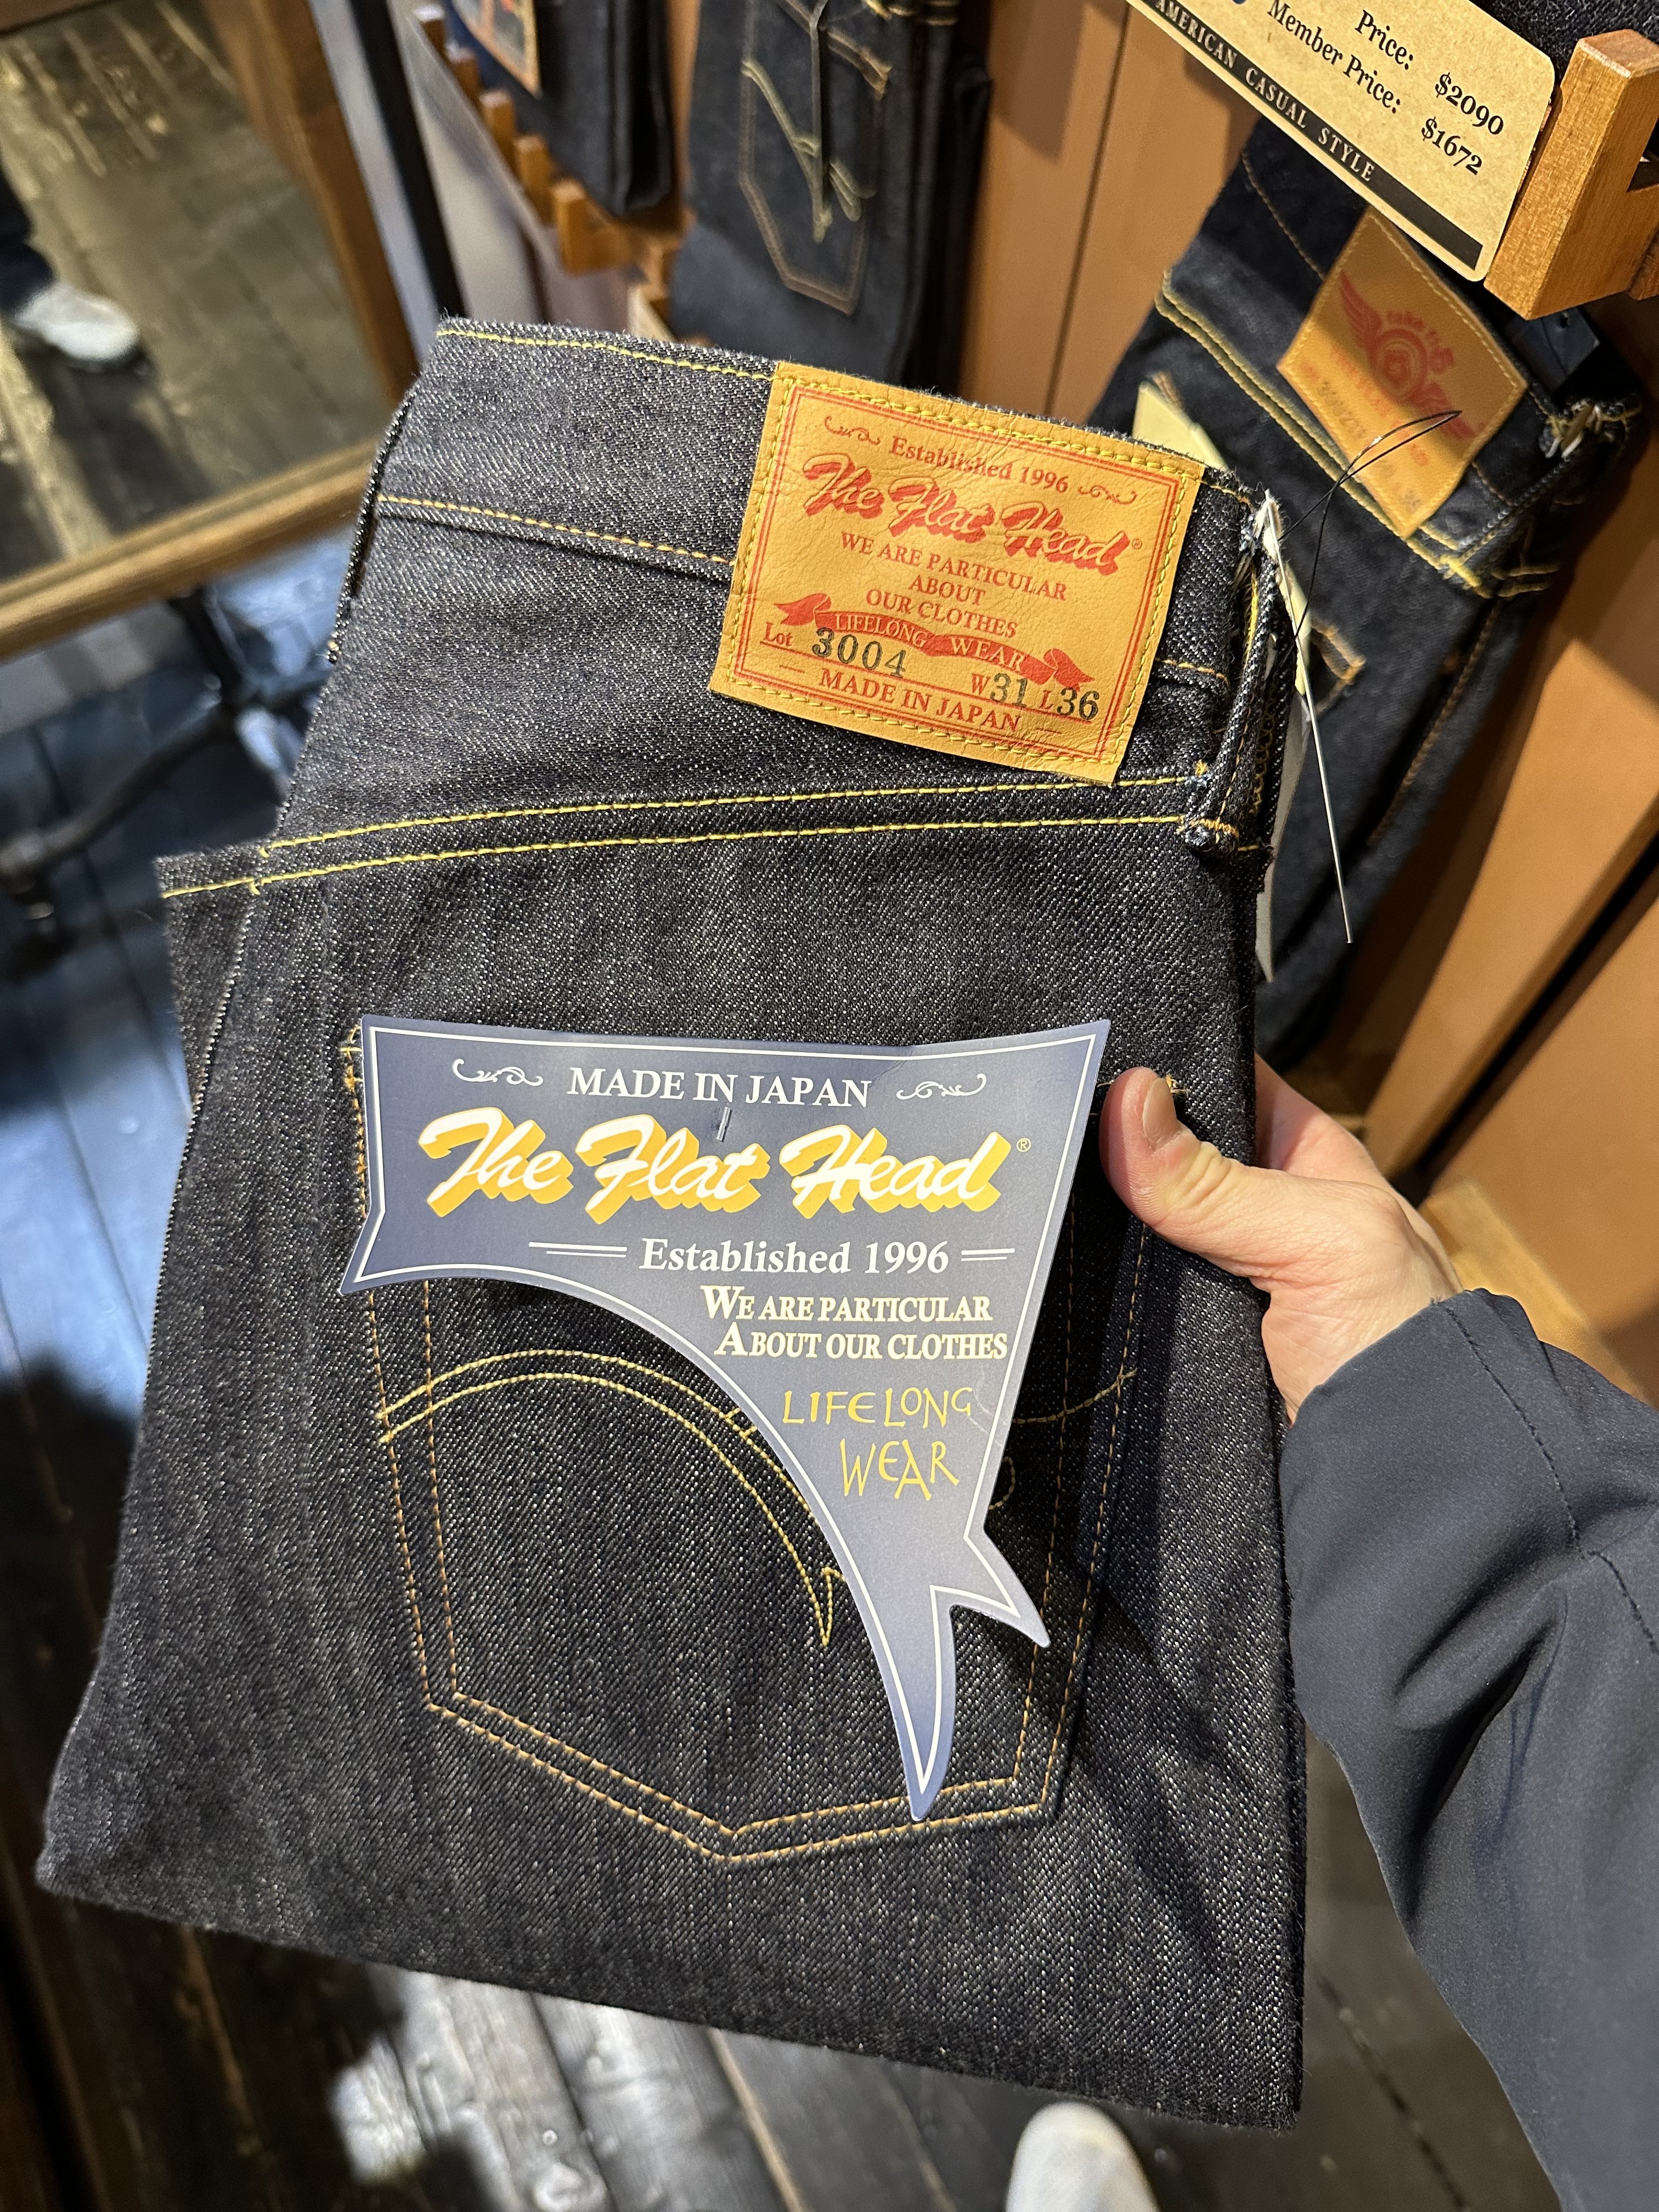 Price: $2090
Member Price: $1672
AMERICAN CASUAL STYLE
Established 1996
The Flat Head®
WE ARE PARTICULAR
ABOUT
OUR CLOTHES
LIFELONG WEAR
Lot 3004 W31 L36
MADE IN JAPAN
MADE IN JAPAN
The Flat Head®
Established 1996
WE ARE PARTICULAR
ABOUT OUR CLOTHES
LIFELONG
WEAR